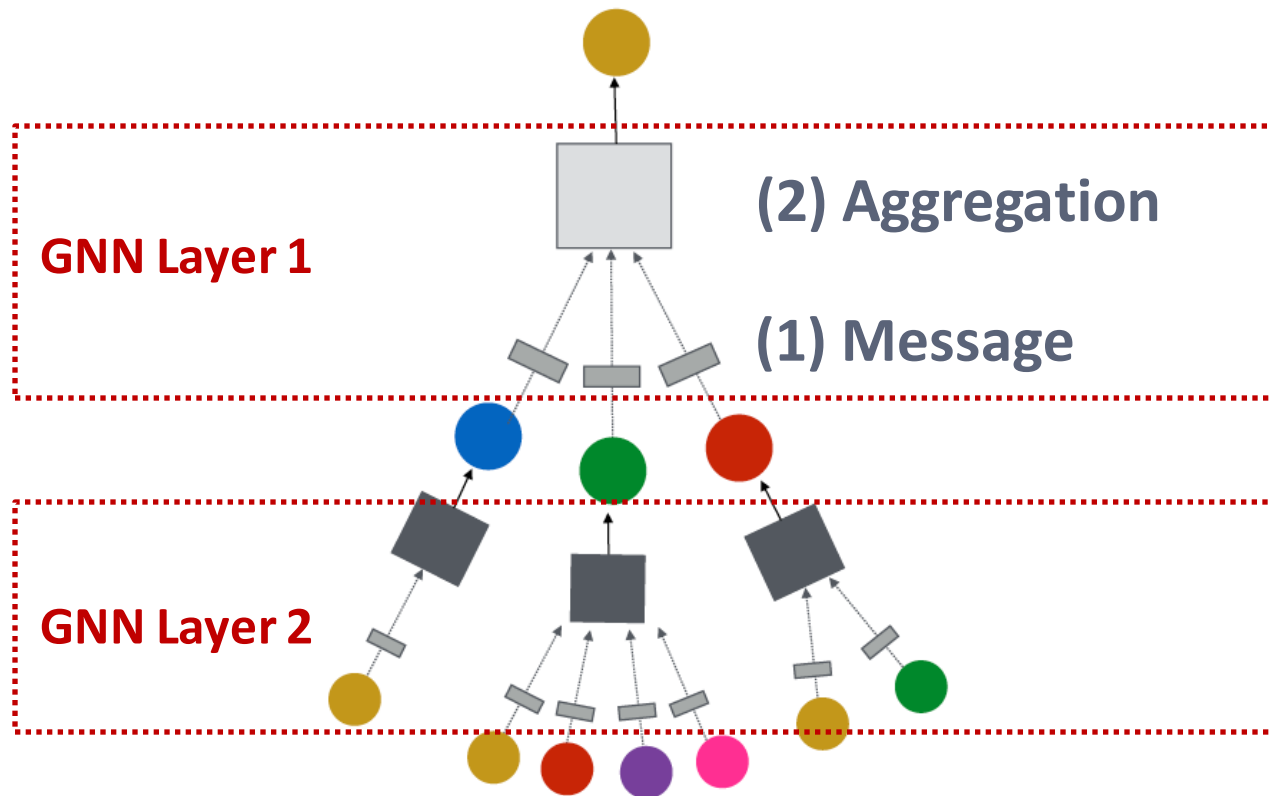 (2) Aggregation
GNN Layer 1
(1) Message
GNN Layer 2